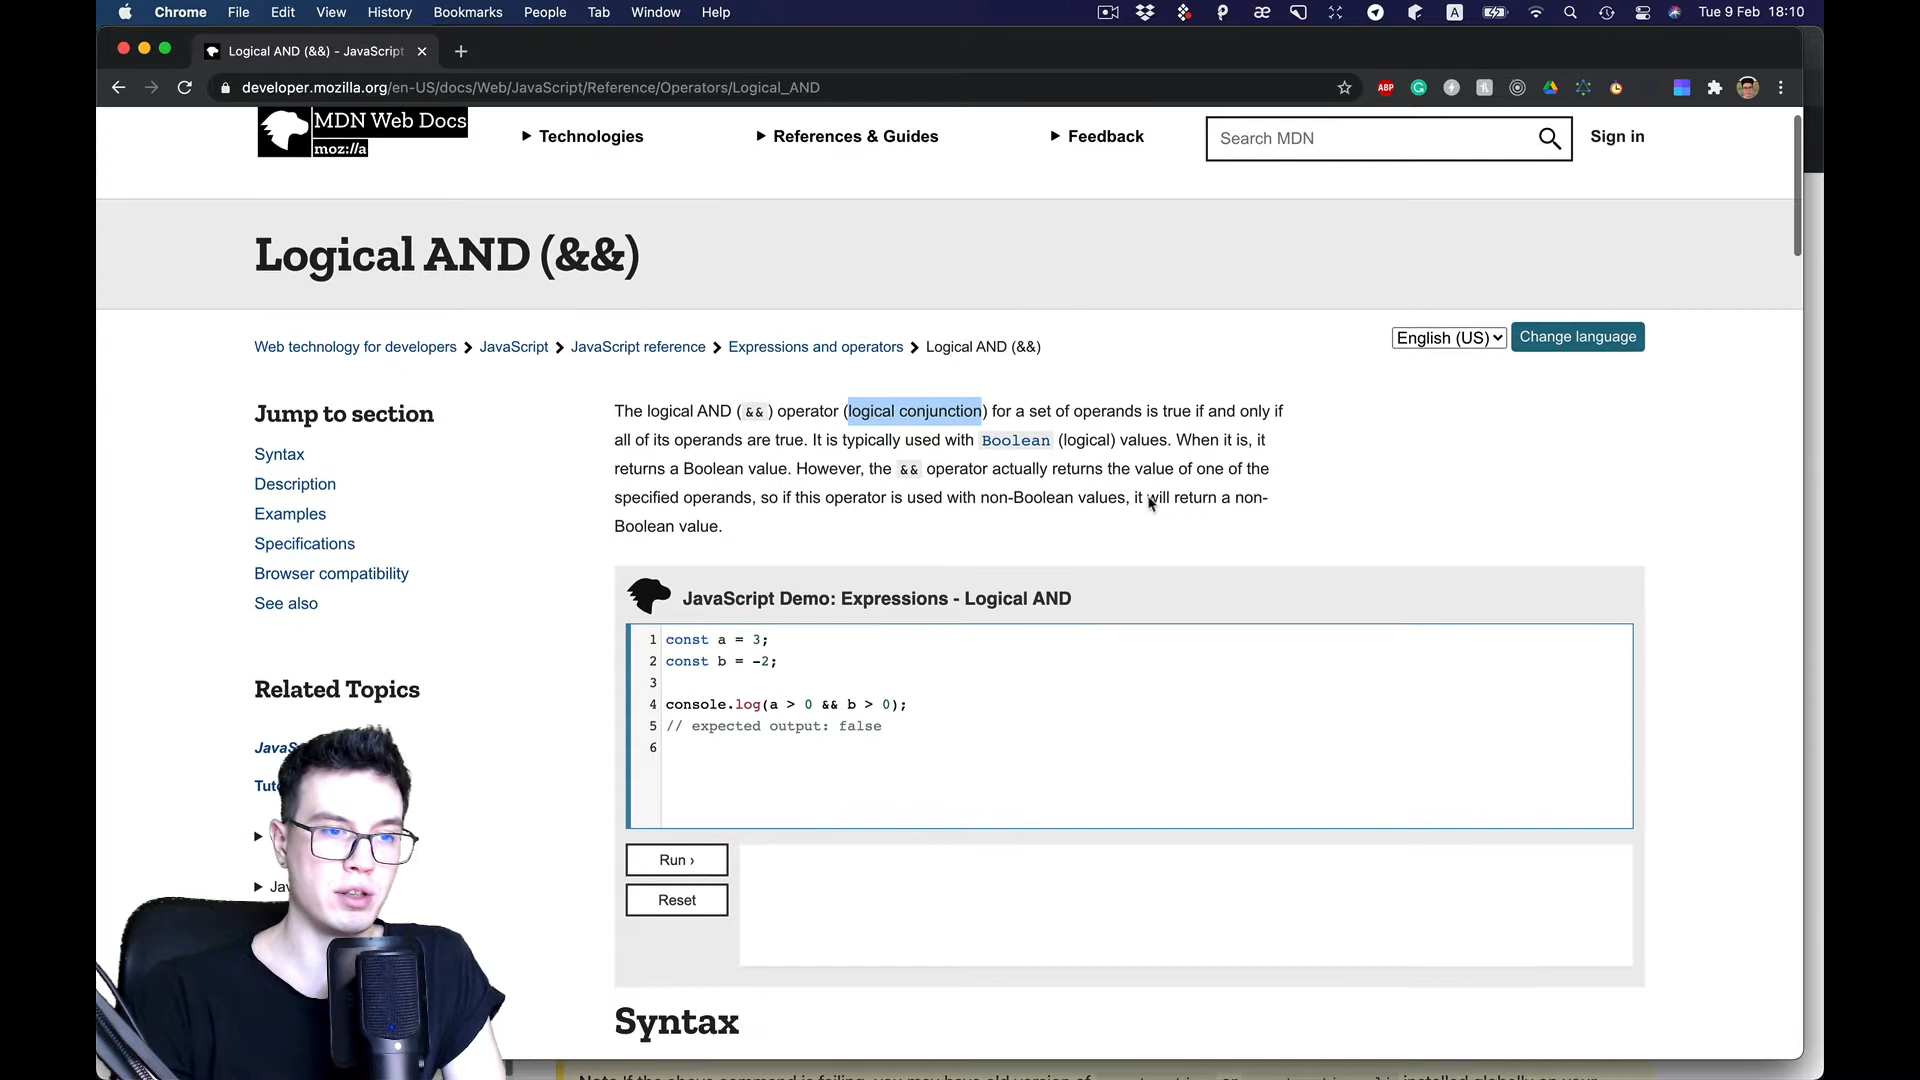 Chrome File Edit View History Bookmarks People Tab Window Help
A Tue 9 Feb 18:10
Logical AND (&&) - JavaScript
developer.mozilla.org/en-US/docs/Web/JavaScript/Reference/Operators/Logical_AND
ABP
MDN Web Docs
moz://a
Technologies
References & Guides
Feedback
Search MDN
Sign in
Logical AND (&&)
Web technology for developers > JavaScript > JavaScript reference > Expressions and operators > Logical AND (&&)
English (US)
Change language
Jump to section
Syntax
Description
Examples
Specifications
Browser compatibility
See also
Related Topics
JavaS
Tuto
Jav
The logical AND (&&) operator (logical conjunction) for a set of operands is true if and only if
all of its operands are true. It is typically used with Boolean (logical) values. When it is, it
returns a Boolean value. However, the && operator actually returns the value of one of the
specified operands, so if this operator is used with non-Boolean values, it will return a non-
Boolean value.
JavaScript Demo: Expressions - Logical AND
1 const a = 3;
2 const b = -2;
3
4 console.log(a > 0 && b > 0);
5 // expected output: false
6
Run ›
Reset
Syntax